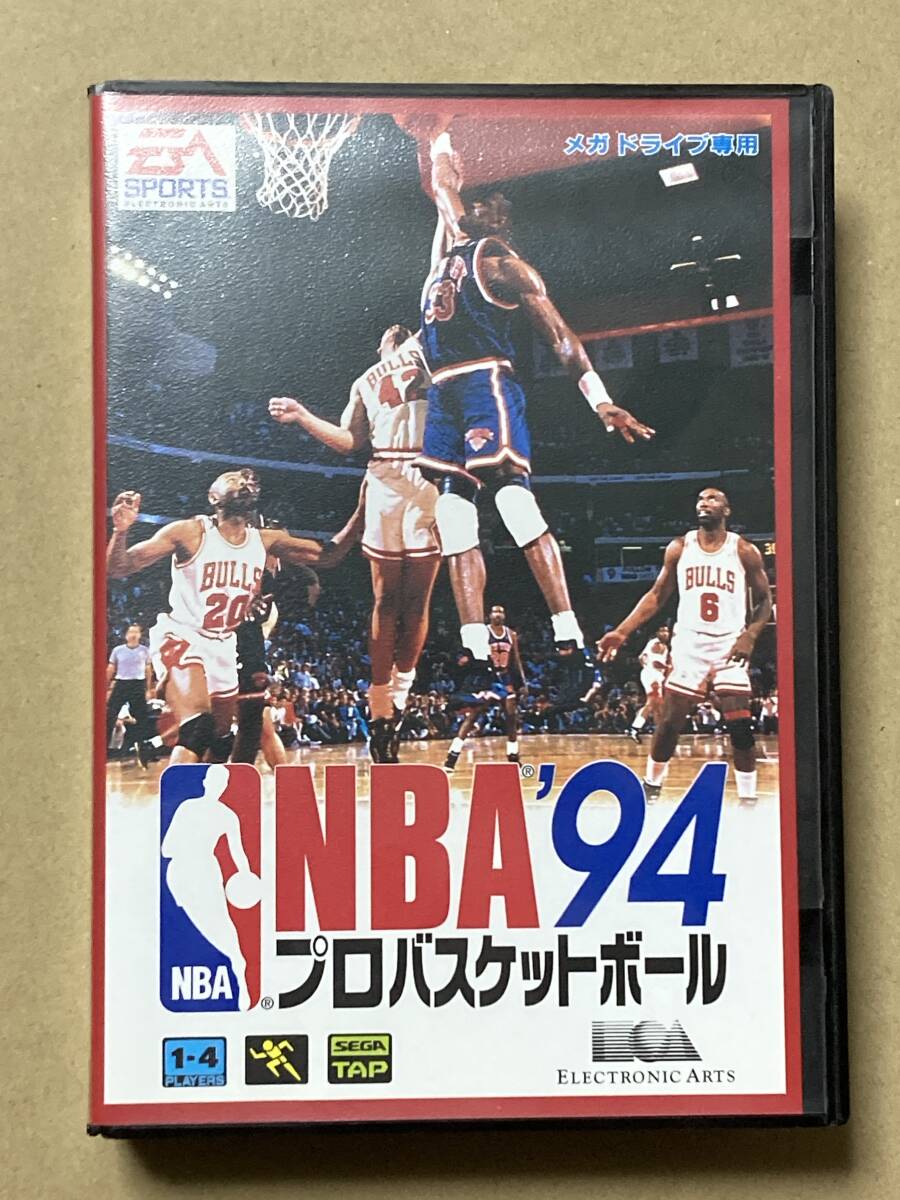 EA
SPORTS
ELECTRONIC ARTS
メガドライブ専用
33
BULLS
42
BULLS
20
BULLS
6
NBA®'94
NBA®
プロバスケットボール
1-4
PLAYERS
SEGA
TAP
ECA
ELECTRONIC ARTS